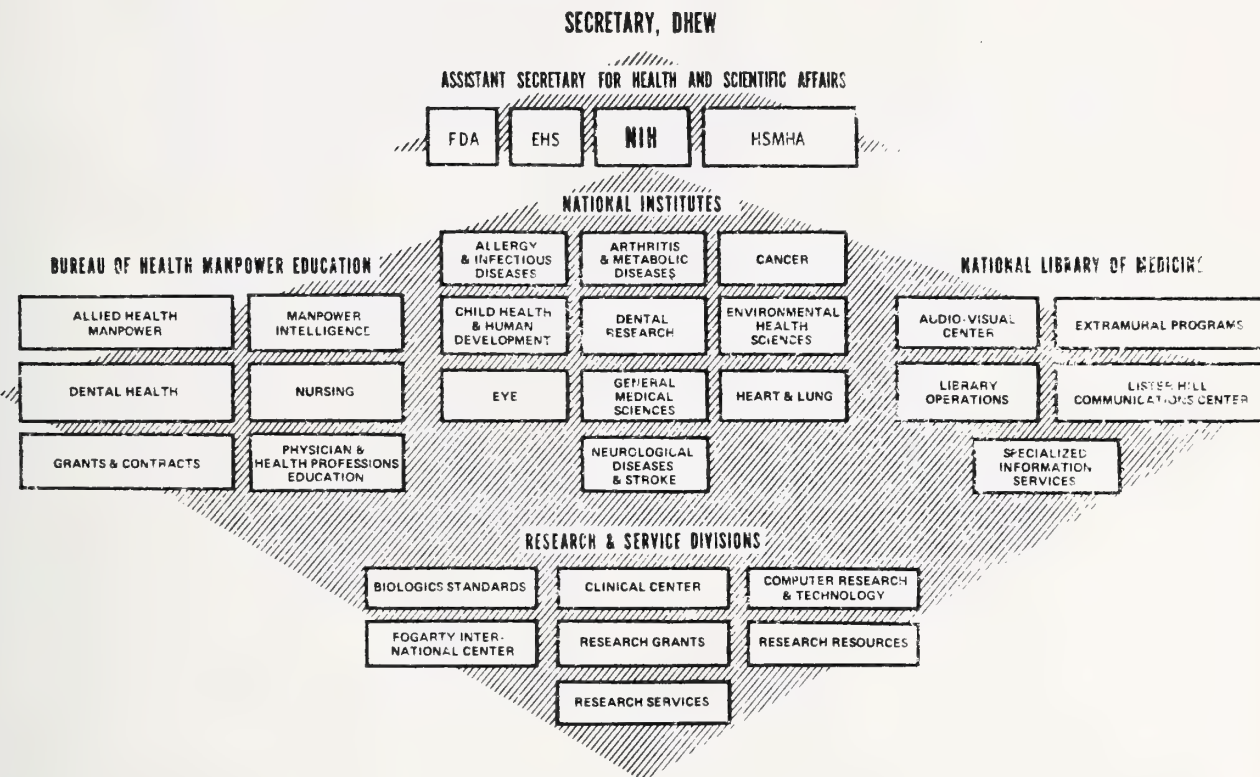 SECRETARY, DHEW
ASSISTANT SECRETARY FOR HEALTH AND SCIENTIFIC AFFAIRS
FDA
EHS
NIH
HSMHA
NATIONAL INSTITUTES
ALLERGY
& INFECTIOUS
DISEASES
ARTHRITIS
& METABOLIC
DISEASES
CANCER
CHILD HEALTH
& HUMAN
DEVELOPMENT
DENTAL
RESEARCH
ENVIRONMENTAL
HEALTH
SCIENCES
EYE
GENERAL
MEDICAL
SCIENCES
HEART & LUNG
NEUROLOGICAL
DISEASES
& STROKE
BUREAU OF HEALTH MANPOWER EDUCATION
ALLIED HEALTH
MANPOWER
MANPOWER
INTELLIGENCE
DENTAL HEALTH
NURSING
GRANTS & CONTRACTS
PHYSICIAN &
HEALTH PROFESSIONS
EDUCATION
NATIONAL LIBRARY OF MEDICINE
AUDIO-VISUAL
CENTER
EXTRAMURAL PROGRAMS
LIBRARY
OPERATIONS
LISTER HILL
COMMUNICATIONS CENTER
SPECIALIZED
INFORMATION
SERVICES
RESEARCH & SERVICE DIVISIONS
BIOLOGICS STANDARDS
CLINICAL CENTER
COMPUTER RESEARCH
& TECHNOLOGY
FOGARTY INTER-
NATIONAL CENTER
RESEARCH GRANTS
RESEARCH RESOURCES
RESEARCH SERVICES